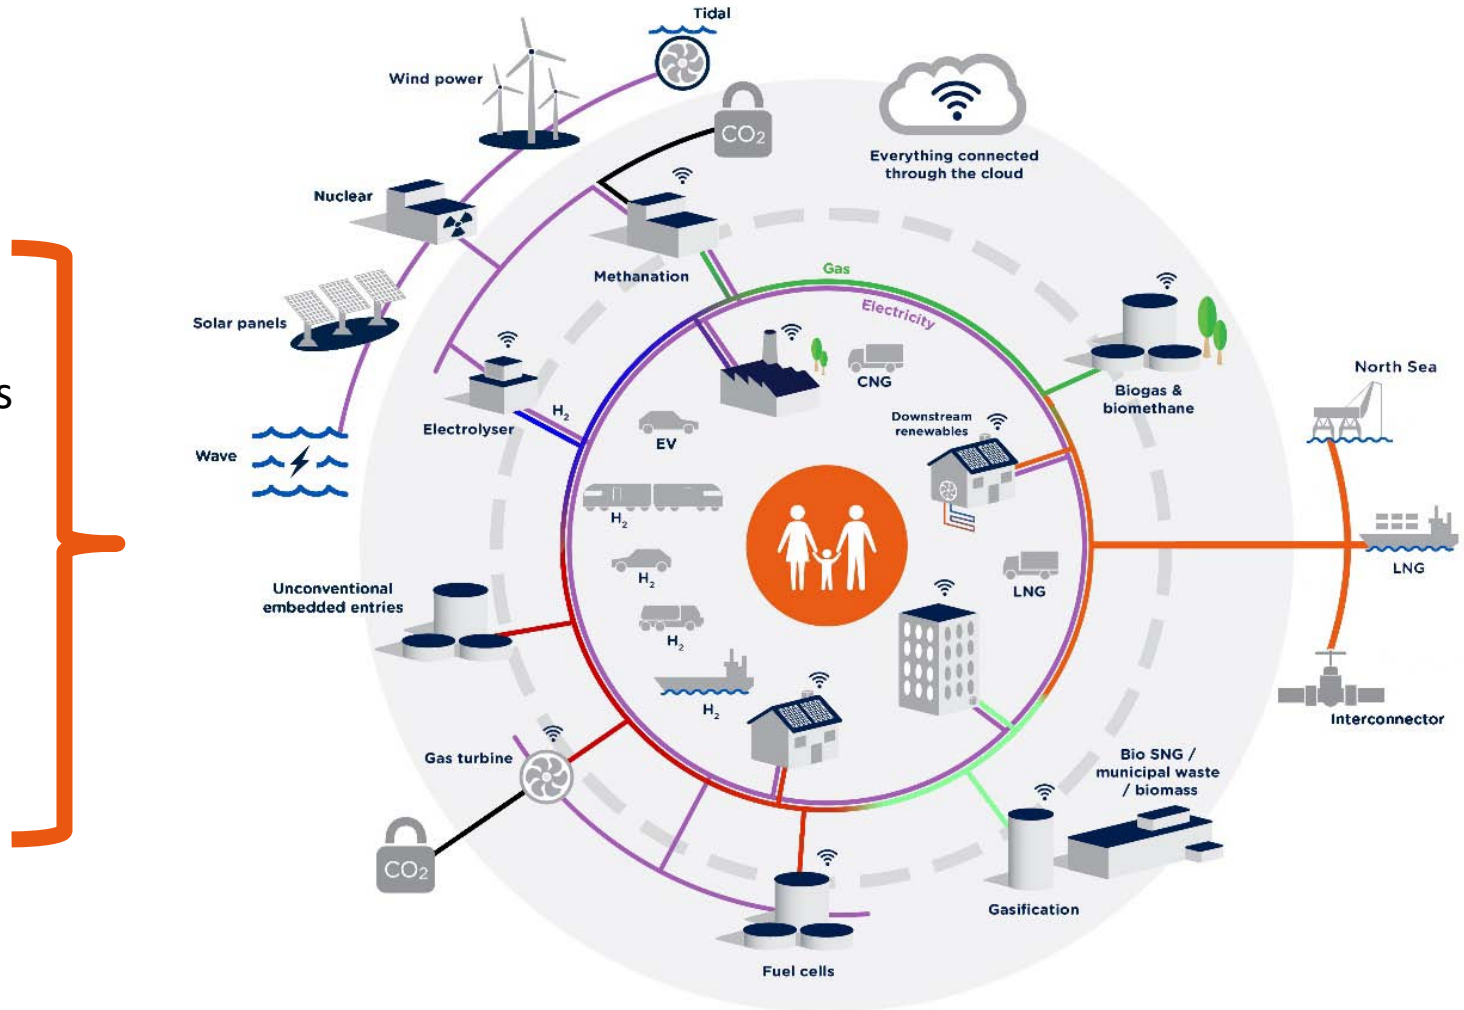 Tidal
Wind power
CO2
Everything connected
through the cloud
Nuclear
Methanation
Gas
Electricity
Solar panels
H2
Electrolyser
CNG
EV
Downstream
renewables
Biogas &
biomethane
North Sea
s
Wave
H2
LNG
H2
LNG
Unconventional
embedded entries
H2
H2
Interconnector
Gas turbine
Bio SNG /
municipal waste
/ biomass
CO2
Gasification
Fuel cells